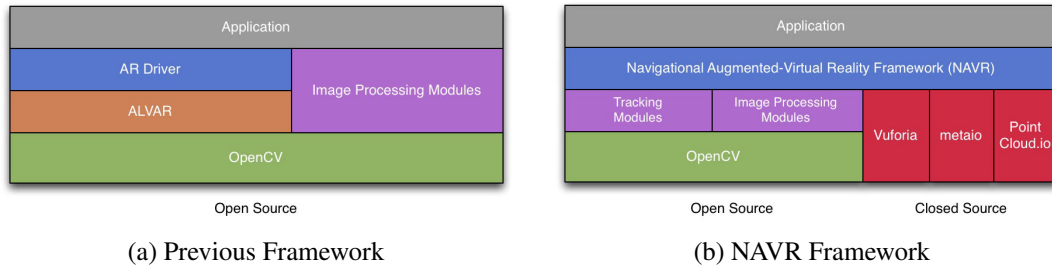 Application
AR Driver
ALVAR
Image Processing Modules
OpenCV
Open Source
(a) Previous Framework
Application
Navigational Augmented-Virtual Reality Framework (NAVR)
Tracking
Modules
Image Processing
Modules
OpenCV
Vuforia
metaio
Point
Cloud.io
Open Source
Closed Source
(b) NAVR Framework